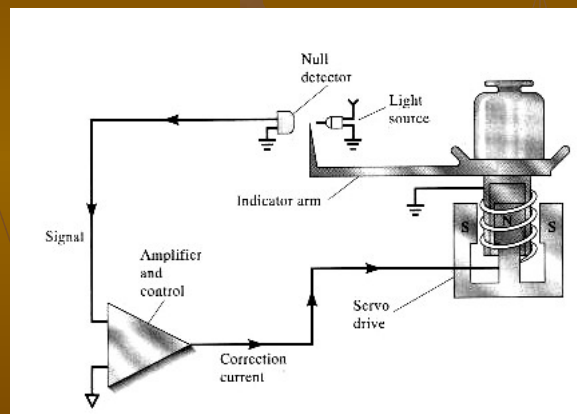 Null
detector
Light
source
Indicator arm
Signal
Amplifier
and
control
S
N
S
Servo
drive
Correction
current